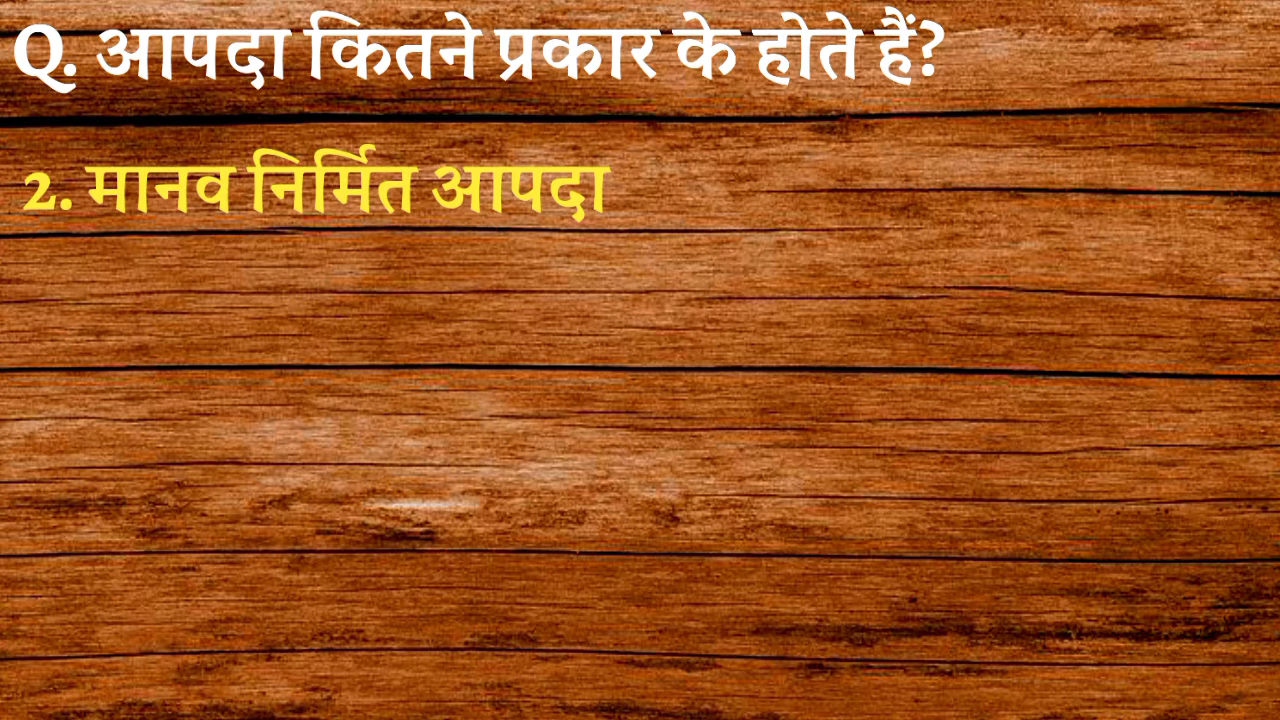 Q. आपदा कितने प्रकार के होते हैं?
2. मानव निर्मित आपदा